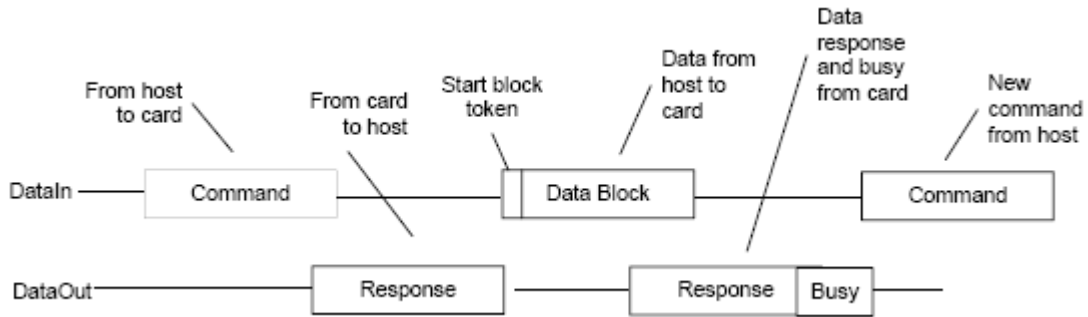 Data
response
and busy
from card
From host
to card
From card
to host
Start block
token
Data from
host to
card
New
command
from host
DataIn
Command
Data Block
Command
DataOut
Response
Response
Busy